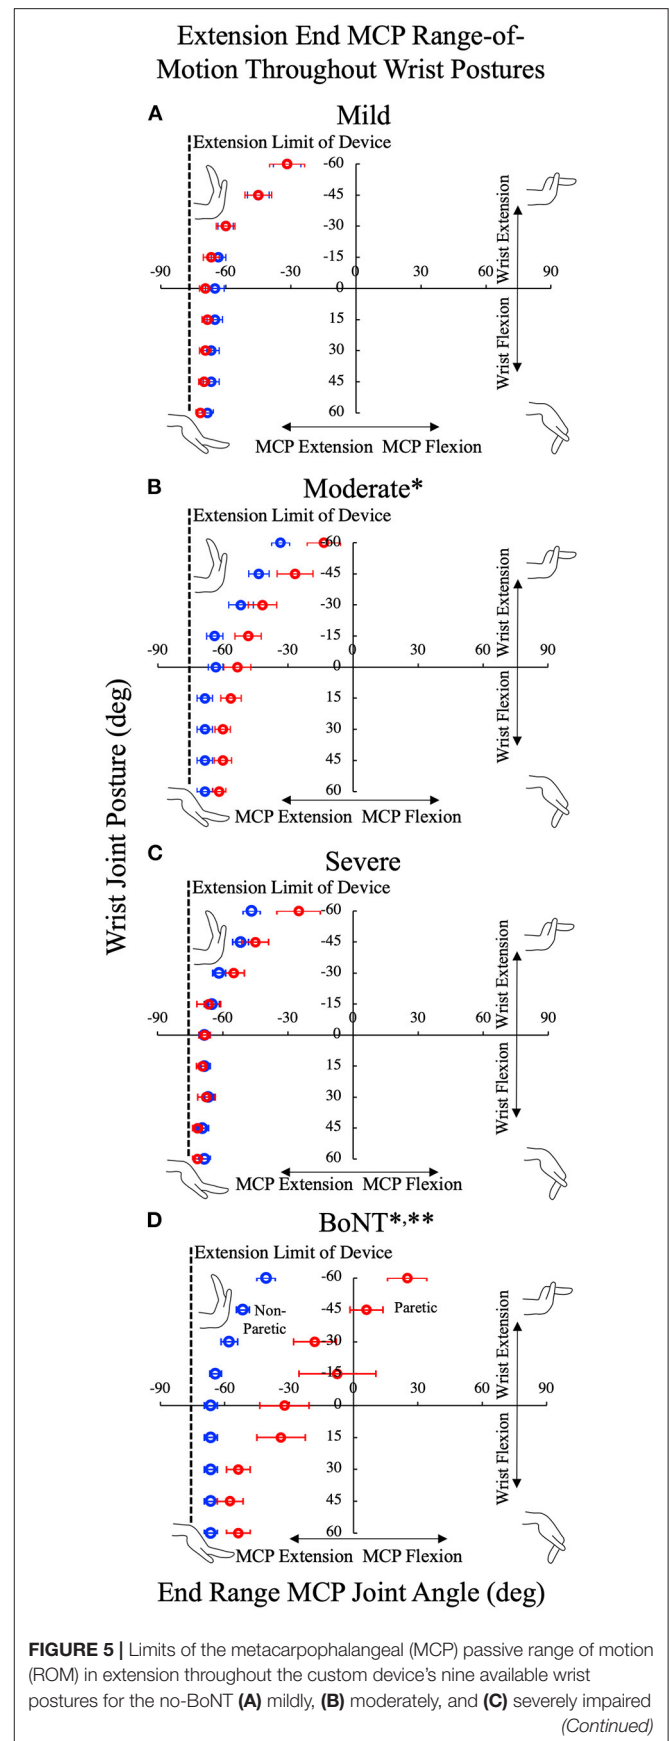 Extension End MCP Range-of-
Motion Throughout Wrist Postures
A
Mild
Extension Limit of Device
-60
-45
-30
-15
-90 -60 -30 0 30 60 90
0
15
30
45
60
Wrist Extension
Wrist Flexion
MCP Extension MCP Flexion
B
Moderate*
Extension Limit of Device
-60
-45
-30
-15
-90 -60 -30 0 30 60 90
0
15
30
45
60
Wrist Extension
Wrist Flexion
MCP Extension MCP Flexion
Wrist Joint Posture (deg)
C
Severe
Extension Limit of Device
-60
-45
-30
-15
-90 -60 -30 0 30 60 90
0
15
30
45
60
Wrist Extension
Wrist Flexion
MCP Extension MCP Flexion
D
BoNT*,**
Extension Limit of Device
-60
-45
Non-
Paretic
Paretic
-30
-15
-90 -60 -30 0 30 60 90
0
15
30
45
60
Wrist Extension
Wrist Flexion
MCP Extension MCP Flexion
End Range MCP Joint Angle (deg)
FIGURE 5 | Limits of the metacarpophalangeal (MCP) passive range of motion
(ROM) in extension throughout the custom device's nine available wrist
postures for the no-BoNT (A) mildly, (B) moderately, and (C) severely impaired
(Continued)